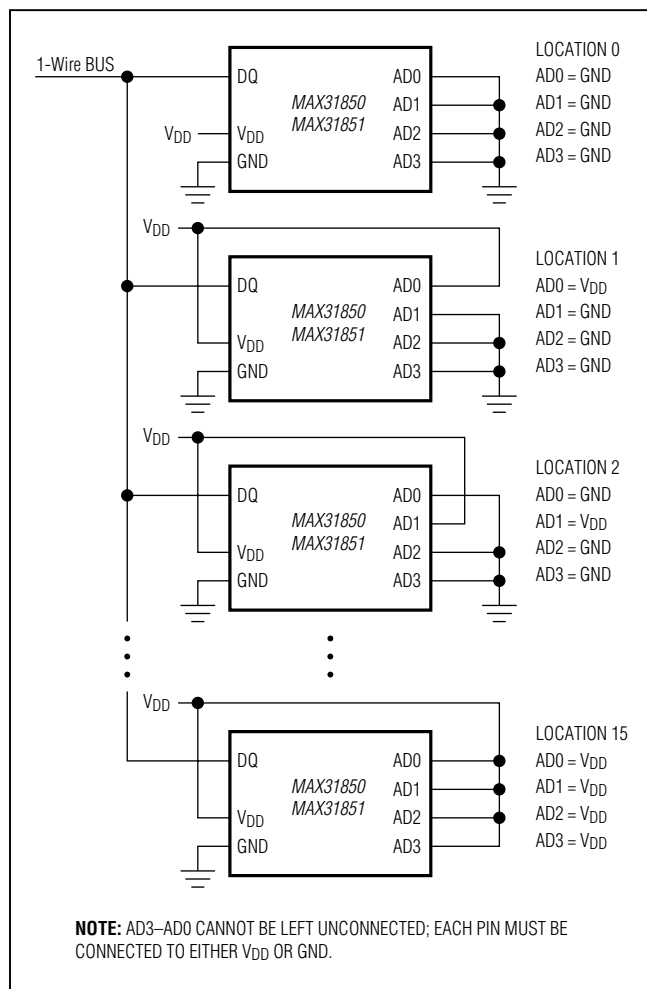 1-Wire BUS
DQ
VDD
VDD
GND
MAX31850
MAX31851
AD0
AD1
AD2
AD3
LOCATION 0
AD0 = GND
AD1 = GND
AD2 = GND
AD3 = GND
VDD
DQ
VDD
GND
MAX31850
MAX31851
AD0
AD1
AD2
AD3
LOCATION 1
AD0 = VDD
AD1 = GND
AD2 = GND
AD3 = GND
VDD
DQ
VDD
GND
MAX31850
MAX31851
AD0
AD1
AD2
AD3
LOCATION 2
AD0 = GND
AD1 = VDD
AD2 = GND
AD3 = GND
VDD
DQ
VDD
GND
MAX31850
MAX31851
AD0
AD1
AD2
AD3
LOCATION 15
AD0 = VDD
AD1 = VDD
AD2 = VDD
AD3 = VDD
NOTE: AD3–AD0 CANNOT BE LEFT UNCONNECTED; EACH PIN MUST BE
CONNECTED TO EITHER VDD OR GND.